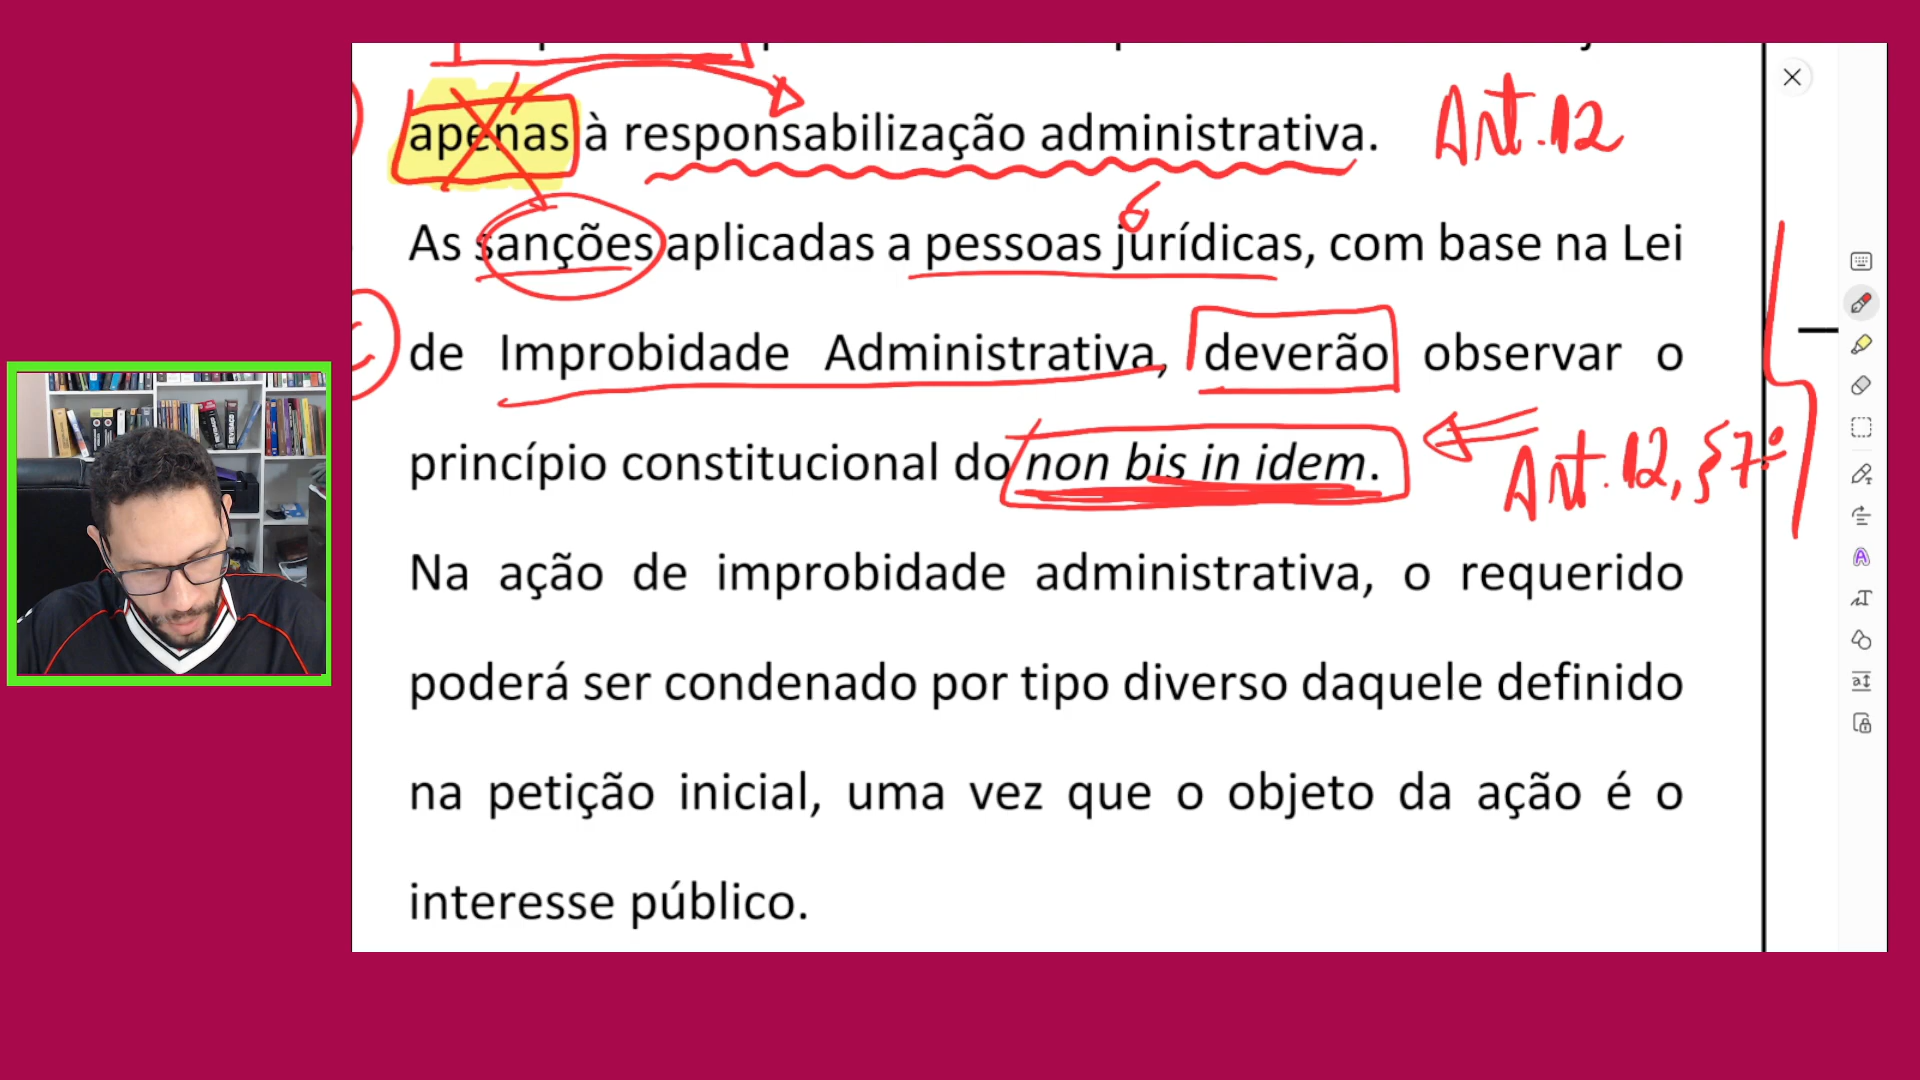 apenas à responsabilização administrativa. Art. 12
As sanções aplicadas a pessoas jurídicas, com base na Lei
de Improbidade Administrativa, deverão observar o
princípio constitucional do non bis in idem. Art. 12, § 7º
Na ação de improbidade administrativa, o requerido
poderá ser condenado por tipo diverso daquele definido
na petição inicial, uma vez que o objeto da ação é o
interesse público.